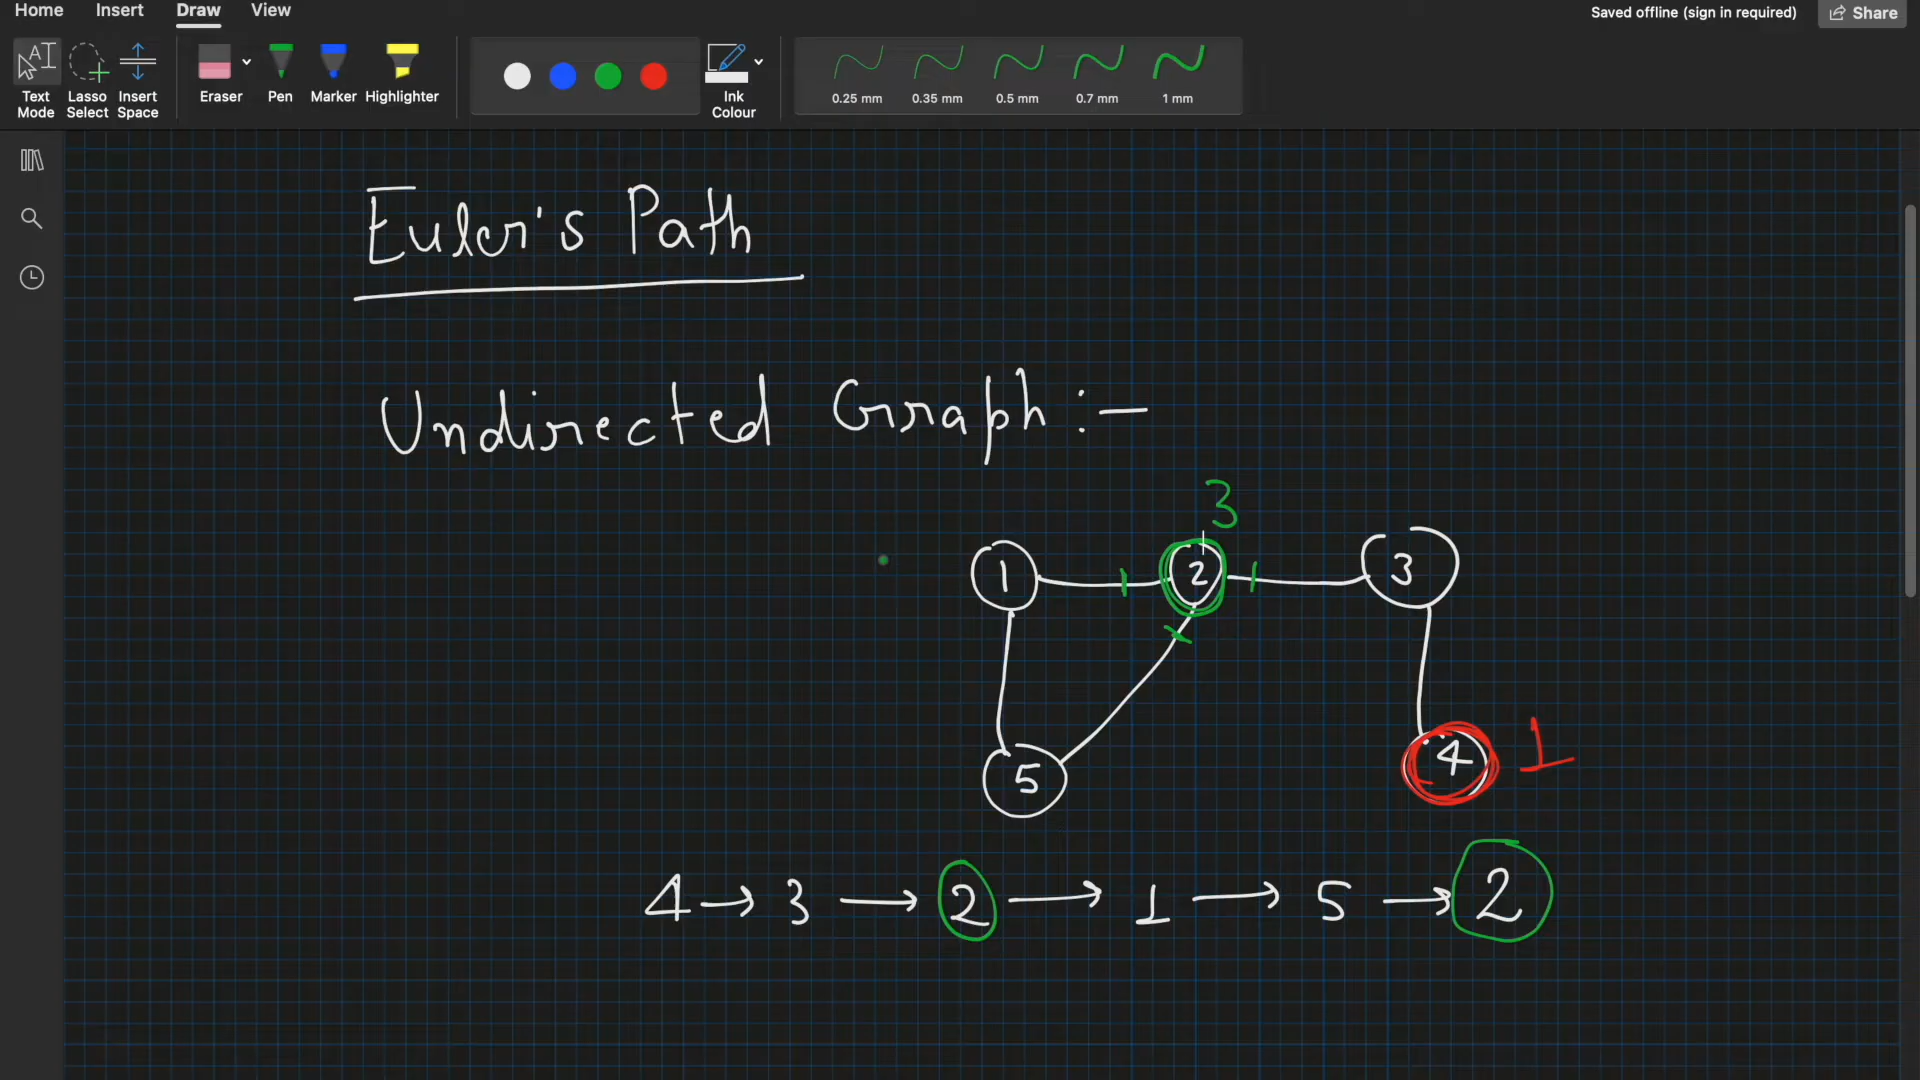 Home Insert Draw View
Saved offline (sign in required) Share
Text Mode Lasso Select Insert Space Eraser Pen Marker Highlighter Ink Colour 0.25 mm 0.35 mm 0.5 mm 0.7 mm 1 mm
Euler's Path
Undirected Graph :-
3
1 2 3
5 4 1
4 → 3 → 2 → 1 → 5 → 2